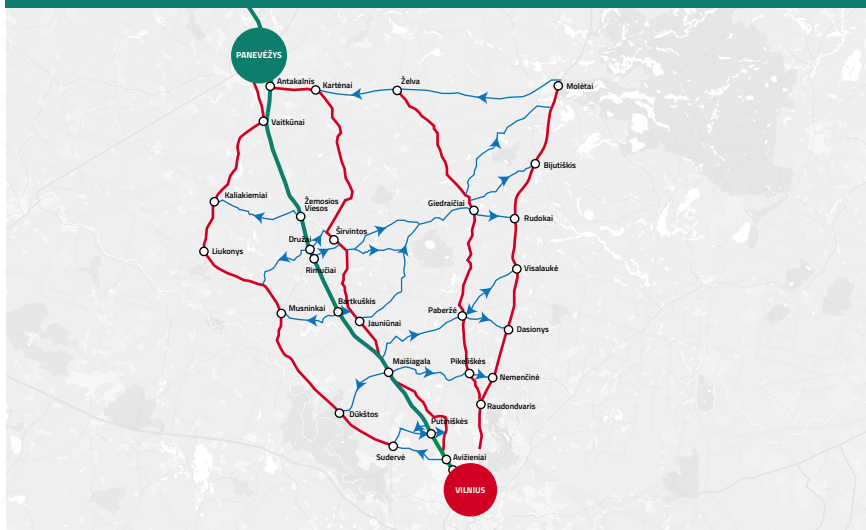 PANEVĖŽYS
Antakalnis
Kartėnai
Želva
Molėtai
Vaitkūnai
Bijutiškis
Kaliakiemiai
Žemosios
Viesos
Giedraičiai
Rudokai
Širvintos
Družai
Liukonys
Rimučiai
Visalaukė
Musninkai
Bartkuškis
Jauniūnai
Paberžė
Dasionys
Maišiagala
Pikeliškės
Nemenčinė
Dūkštos
Raudondvaris
Putiniškės
Sudervė
Avižieniai
VILNIUS